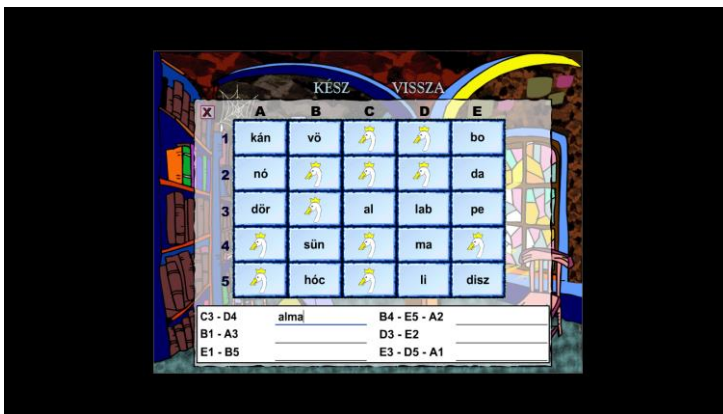 KÉSZ VISSZA
X A B C D E
1 kán vö bo
2 nó da
3 dör al lab pe
4 sün ma
5 hóc li disz
C3 - D4 alma B4 - E5 - A2
B1 - A3 D3 - E2
E1 - B5 E3 - D5 - A1